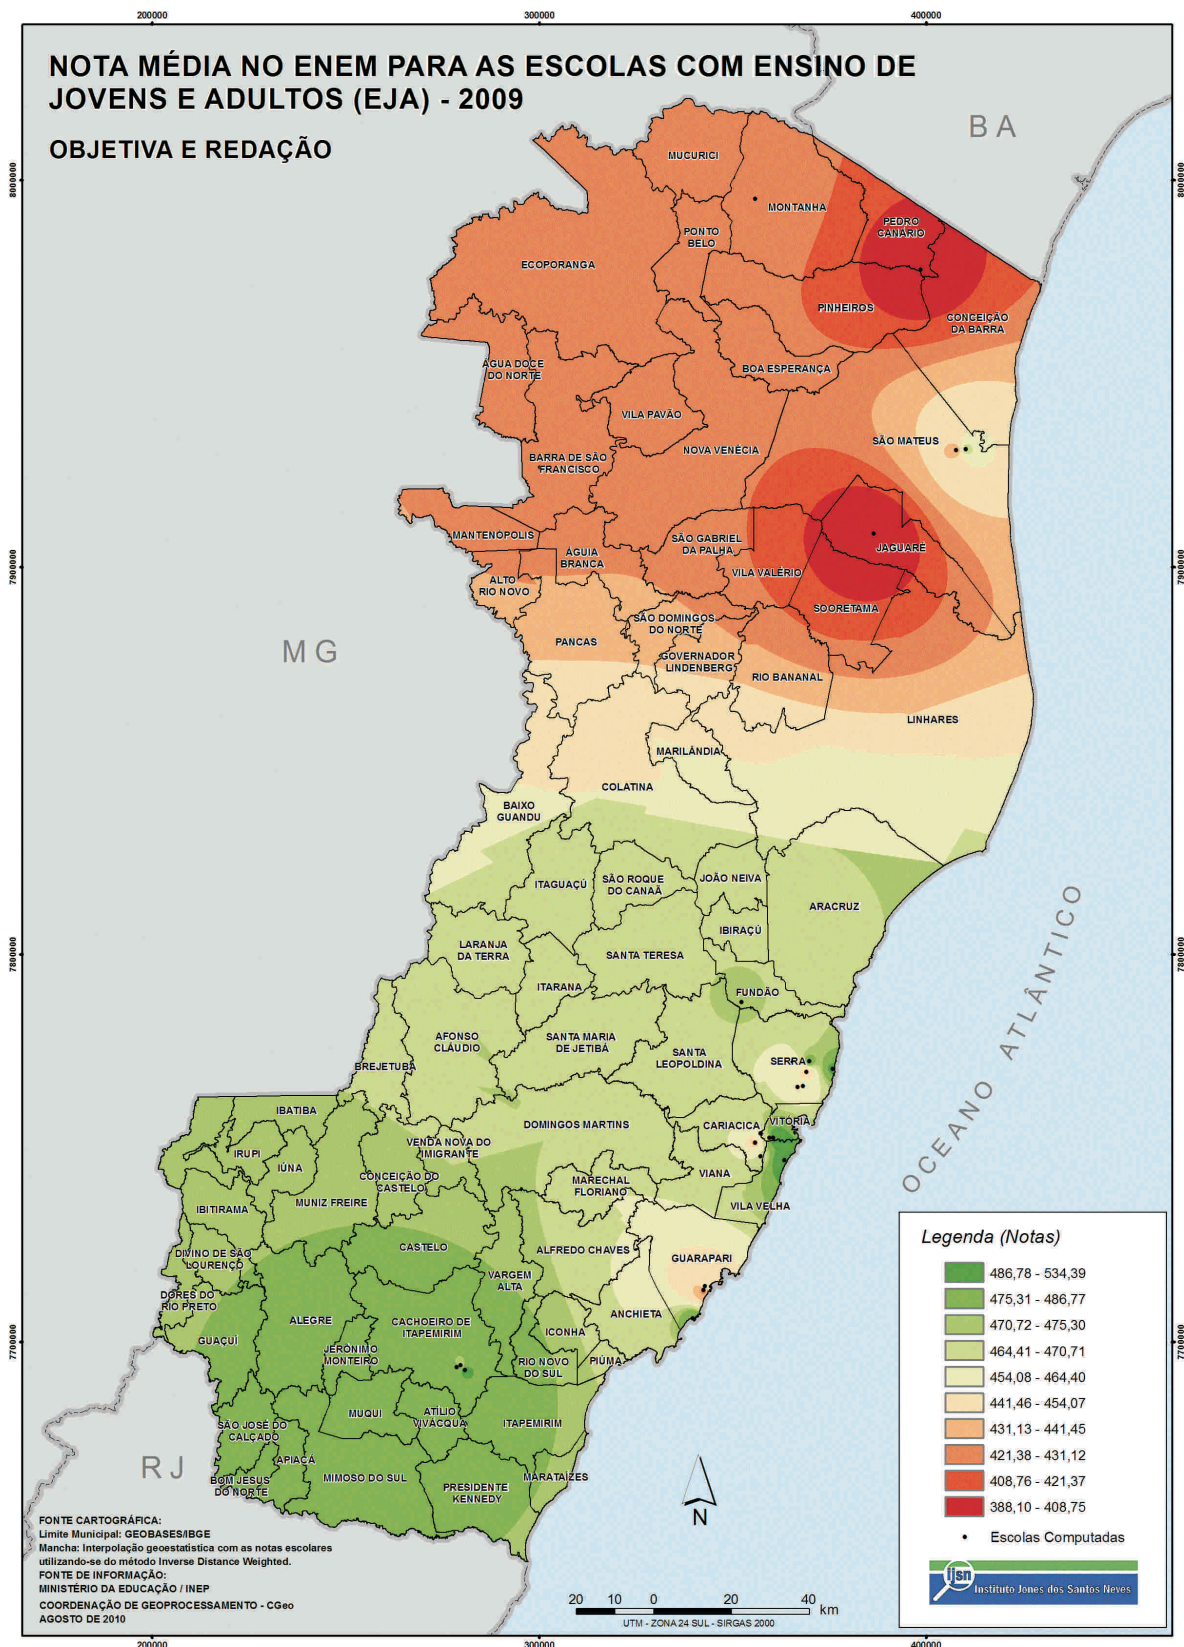 200000
300000
400000
NOTA MÉDIA NO ENEM PARA AS ESCOLAS COM ENSINO DE
JOVENS E ADULTOS (EJA) - 2009
OBJETIVA E REDAÇÃO
BA
MUCURICI
8000000
8000000
MONTANHA
PEDRO
CANÁRIO
PONTO
BELO
ECOPORANGA
PINHEIROS
CONCEIÇÃO
DA BARRA
ÁGUA DOCE
DO NORTE
BOA ESPERANÇA
VILA PAVÃO
SÃO MATEUS
NOVA VENÉCIA
BARRA DE SÃO
FRANCISCO
MANTENÓPOLIS
SÃO GABRIEL
DA PALHA
JAGUARÉ
ÁGUIA
BRANCA
7900000
7900000
VILA VALÉRIO
ALTO
RIO NOVO
SOORETAMA
SÃO DOMINGOS
DO NORTE
PANCAS
MG
GOVERNADOR
LINDENBERG
RIO BANANAL
LINHARES
MARILÂNDIA
COLATINA
BAIXO
GUANDU
ITAGUAÇÚ
SÃO ROQUE
DO CANAÃ
JOÃO NEIVA
ARACRUZ
IBIRAÇÚ
LARANJA
DA TERRA
SANTA TERESA
7800000
7800000
ITARANA
FUNDÃO
OCEANO ATLÂNTICO
AFONSO
CLÁUDIO
SANTA MARIA
DE JETIBÁ
SANTA
LEOPOLDINA
SERRA
BREJETUBA
IBATIBA
DOMINGOS MARTINS
CARIACICA
VITÓRIA
VENDA NOVA DO
IMIGRANTE
IRUPI
IÚNA
CONCEIÇÃO DO
CASTELO
VIANA
MARECHAL
FLORIANO
MUNIZ FREIRE
IBITIRAMA
VILA VELHA
CASTELO
ALFREDO CHAVES
GUARAPARI
DIVINO DE SÃO
LOURENÇO
VARGEM
ALTA
DORES DO
RIO PRETO
ALEGRE
CACHOEIRO DE
ITAPEMIRIM
ANCHIETA
ICONHA
GUAÇUÍ
7700000
7700000
JERÔNIMO
MONTEIRO
RIO NOVO
DO SUL
PIÚMA
MUQUI
ATÍLIO
VIVACQUA
ITAPEMIRIM
SÃO JOSÉ DO
CALÇADO
APIACÁ
RJ
MIMOSO DO SUL
MARATAÍZES
BOM JESUS
DO NORTE
PRESIDENTE
KENNEDY
Legenda (Notas)
486,78 - 534,39
475,31 - 486,77
470,72 - 475,30
464,41 - 470,71
454,08 - 464,40
441,46 - 454,07
431,13 - 441,45
421,38 - 431,12
408,76 - 421,37
388,10 - 408,75
Escolas Computadas
ijsn
Instituto Jones dos Santos Neves
N
FONTE CARTOGRÁFICA:
Limite Municipal: GEOBASES/IBGE
Mancha: Interpolação geoestatística com as notas escolares
utilizando-se do método Inverse Distance Weighted.
FONTE DE INFORMAÇÃO:
MINISTÉRIO DA EDUCAÇÃO / INEP
COORDENAÇÃO DE GEOPROCESSAMENTO - CGeo
AGOSTO DE 2010
20 10 0 20 40
km
UTM - ZONA 24 SUL - SIRGAS 2000
200000
300000
400000